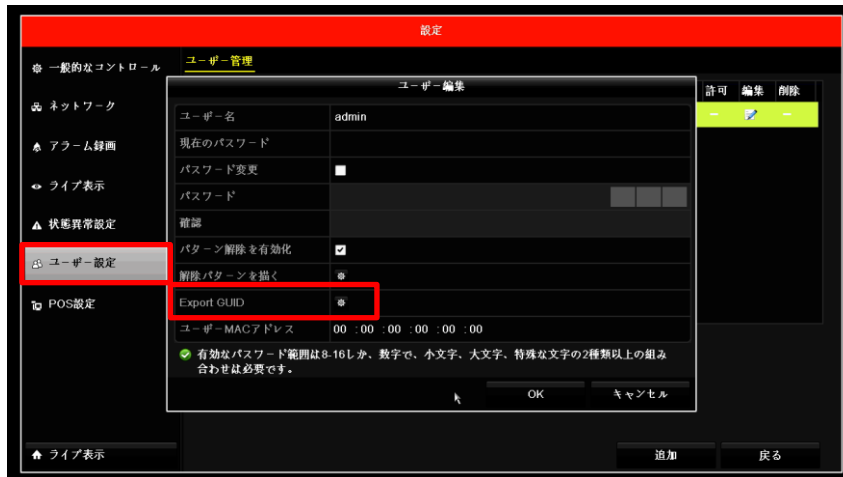 設定
一般的なコントロール
ネットワーク
アラーム録画
ライブ表示
状態異常設定
ユーザー設定
POS設定
ライブ表示
ユーザー管理
許可 編集 削除
ユーザー編集
ユーザー名 admin
現在のパスワード
パスワード変更
パスワード
確認
パターン解除を有効化
解除パターンを描く
Export GUID
ユーザーMACアドレス 00 :00 :00 :00 :00 :00
有効なパスワード範囲は8-16しか、数字で、小文字、大文字、特殊な文字の2種類以上の組み
合わせは必要です。
OK キャンセル
追加 戻る